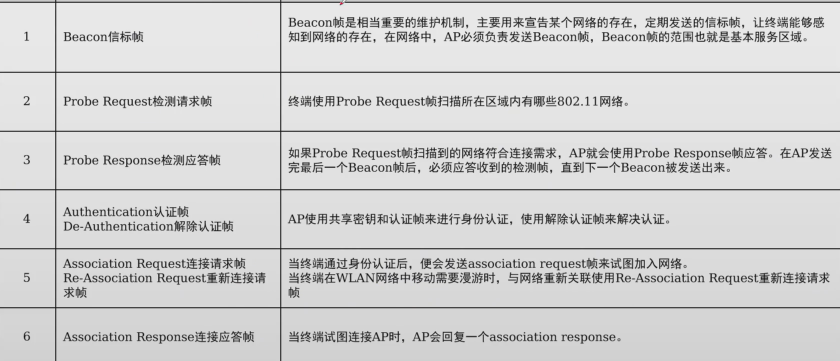 1
Beacon信标帧
Beacon帧是相当重要的维护机制，主要用来宣告某个网络的存在，定期发送的信标帧，让终端能够感
知到网络的存在，在网络中，AP必须负责发送Beacon帧，Beacon帧的范围也就是基本服务区域。
2
Probe Request检测请求帧
终端使用Probe Request帧扫描所在区域内有哪些802.11网络。
3
Probe Response检测应答帧
如果Probe Request帧扫描到的网络符合连接需求，AP就会使用Probe Response帧应答。在AP发送
完最后一个Beacon帧后，必须应答收到的检测帧，直到下一个Beacon被发送出来。
4
Authentication认证帧
De-Authentication解除认证帧
AP使用共享密钥和认证帧来进行身份认证，使用解除认证帧来解决认证。
5
Association Request连接请求帧
Re-Association Request重新连接请
求帧
当终端通过身份认证后，便会发送association request帧来试图加入网络。
当终端在WLAN网络中移动需要漫游时，与网络重新关联使用Re-Association Request重新连接请求
帧
6
Association Response连接应答帧
当终端试图连接AP时，AP会回复一个association response。